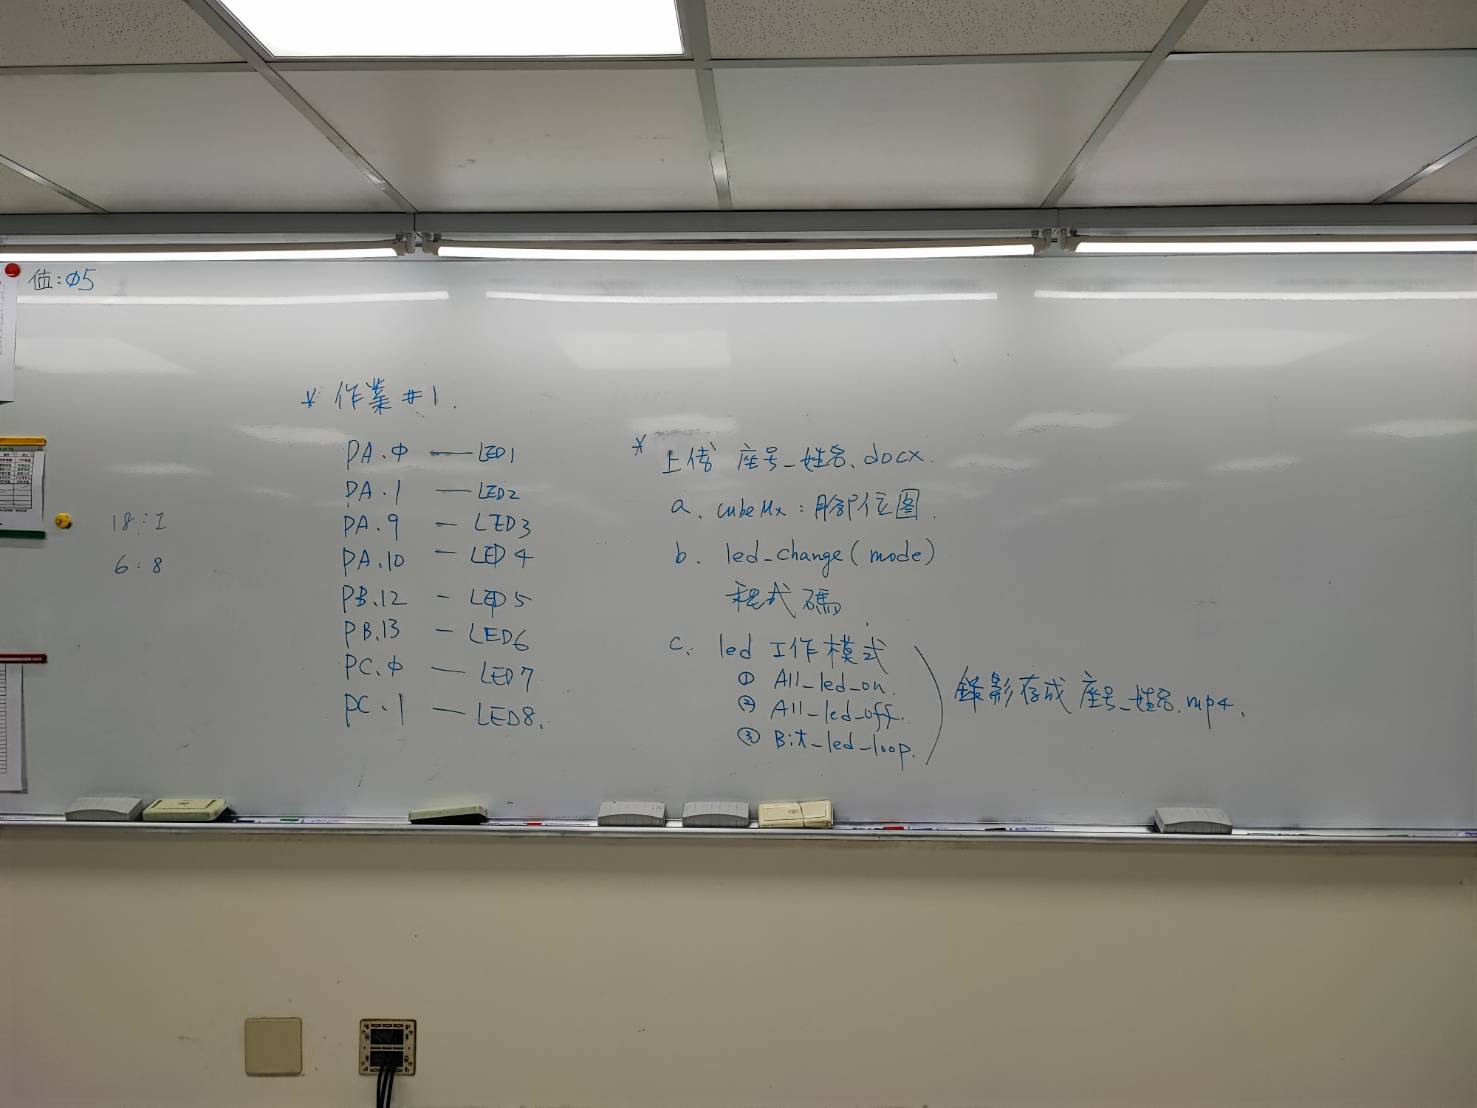 值:φ5
* 作業 #1.
PA.φ — LED1
PA.1 — LED2
PA.9 — LED3
PA.10 — LED4
PB.12 - LED5
PB.13 - LED6
PC.φ — LED7
PC.1 — LED8.
18:I
6:8
* 上傳 座号_姓名.docx.
a. cubeMx:腳位图.
b. led_change(mode)
程式碼.
c. led 工作模式
① All_led_on.
② All_led_off.
③ Bit_led_loop.
錄影存成 座号_姓名.mp4.